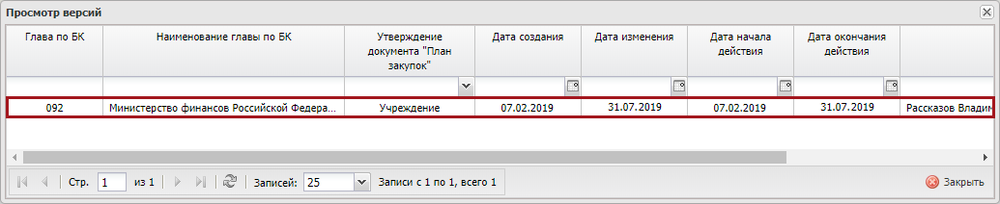 Просмотр версий
Глава по БК
Наименование главы по БК
Утверждение документа "План закупок"
Дата создания
Дата изменения
Дата начала действия
Дата окончания действия
092 Министерство финансов Российской Федера... Учреждение 07.02.2019 31.07.2019 07.02.2019 31.07.2019 Рассказов Владим
Стр. 1 из 1 Записей: 25 Записи с 1 по 1, всего 1 Закрыть